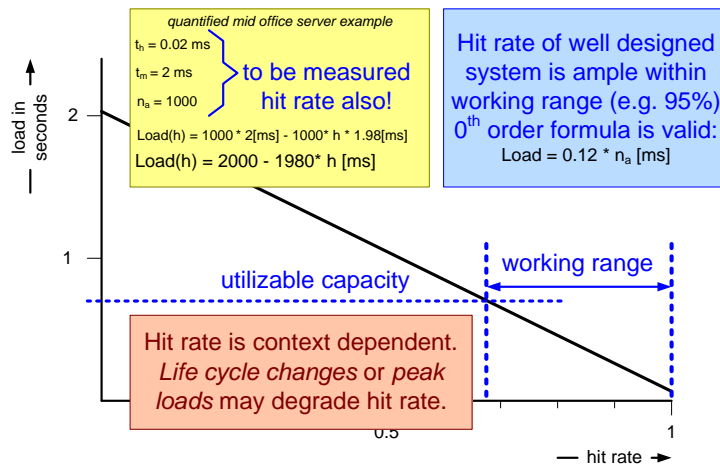 quantified mid office server example
t_h = 0.02 ms
t_m = 2 ms
n_a = 1000
to be measured
hit rate also!
Load(h) = 1000 * 2[ms] - 1000* h * 1.98[ms]
Load(h) = 2000 - 1980* h [ms]
Hit rate of well designed
system is ample within
working range (e.g. 95%)
0th order formula is valid:
Load = 0.12 * n_a [ms]
load in
seconds
2
1
utilizable capacity
working range
Hit rate is context dependent.
Life cycle changes or peak
loads may degrade hit rate.
0.5
1
hit rate